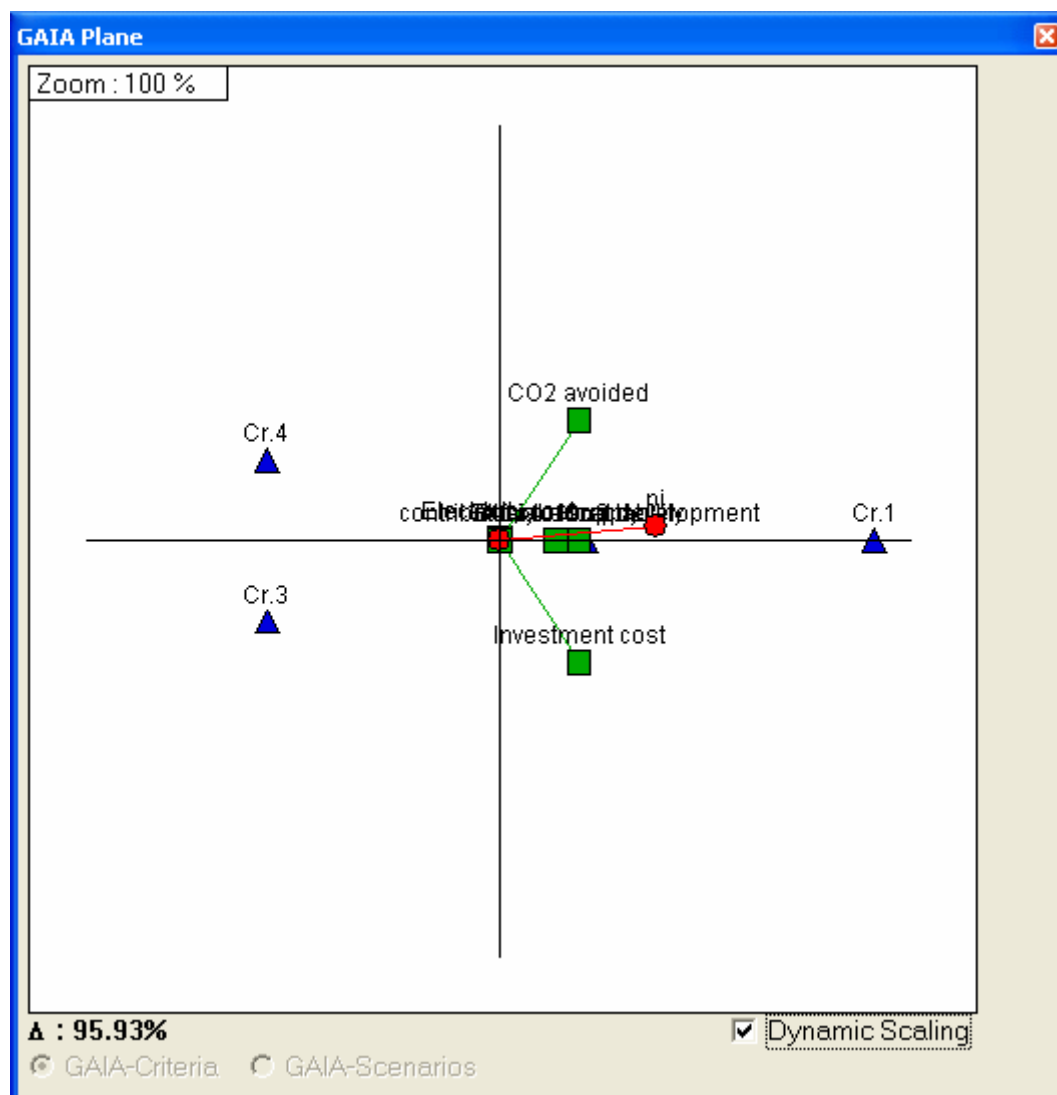 GAIA Plane
Zoom : 100 %
CO2 avoided
Cr.4
pi
Cr.1
Cr.3
Investment cost
Δ : 95.93%
Dynamic Scaling
GAIA-Criteria
GAIA-Scenarios